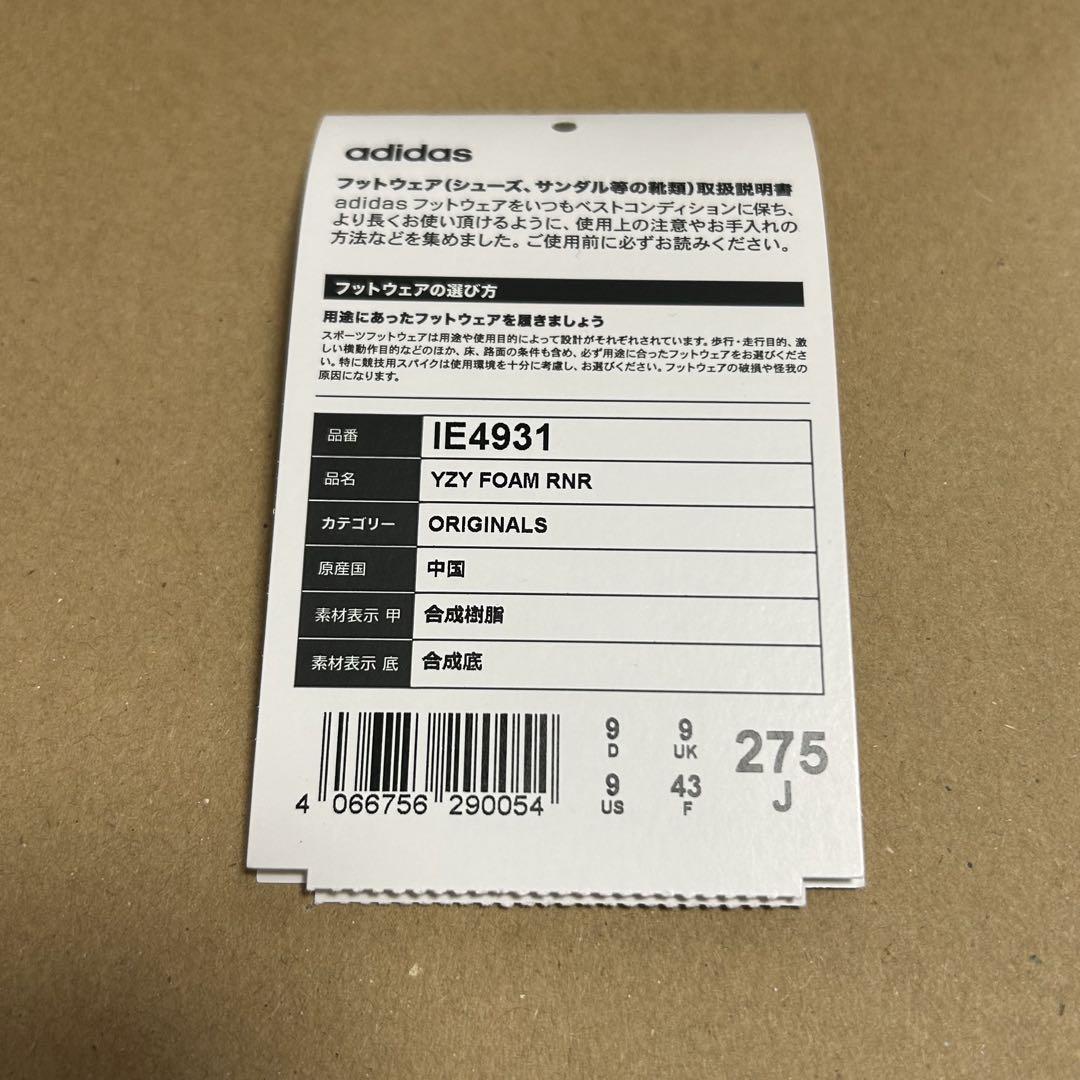 adidas
フットウェア(シューズ、サンダル等の靴類)取扱説明書
adidas フットウェアをいつもベストコンディションに保ち、
より長くお使い頂けるように、使用上の注意やお手入れの
方法などを集めました。ご使用前に必ずお読みください。
フットウェアの選び方
用途にあったフットウェアを履きましょう
スポーツフットウェアは用途や使用目的によって設計がそれぞれされています。歩行・走行目的、激
しい横動作目的などのほか、床、路面の条件も含め、必ず用途に合ったフットウェアをお選びくださ
い。特に競技用スパイクは使用環境を十分に考慮し、お選びください。フットウェアの破損や怪我の
原因になります。
品番 IE4931
品名 YZY FOAM RNR
カテゴリー ORIGINALS
原産国 中国
素材表示 甲 合成樹脂
素材表示 底 合成底
4 066756 290054
9 D
9 UK
9 US
43 F
275 J